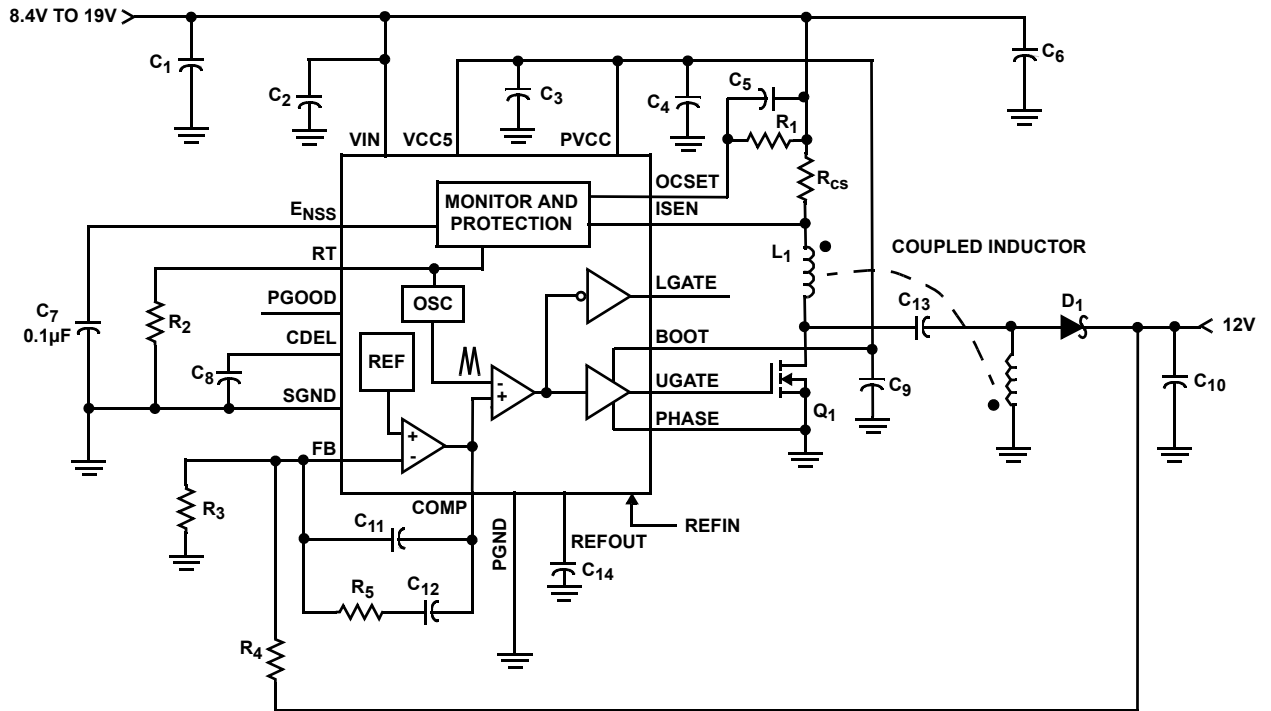 8.4V TO 19V
C1
C2
C3
C4
C5
C6
R1
VIN
VCC5
PVCC
OCSET
RCS
MONITOR AND
PROTECTION
ENSS
ISEN
RT
L1
COUPLED INDUCTOR
C7
0.1µF
R2
PGOOD
OSC
LGATE
C13
D1
12V
CDEL
C8
REF
BOOT
- +
UGATE
Q1
C9
C10
SGND
PHASE
+ -
FB
R3
COMP
C11
PGND
REFOUT
REFIN
C14
R5
C12
R4